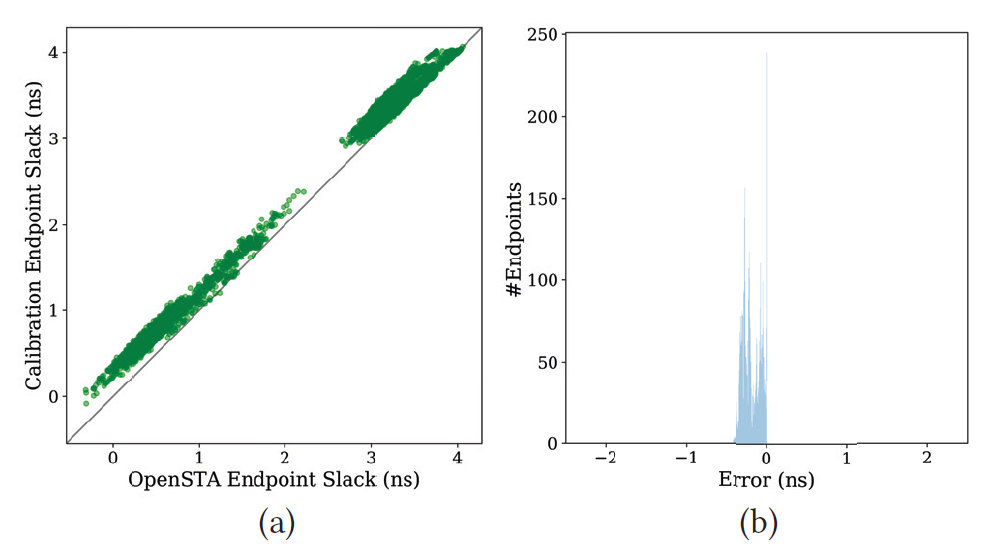 4
3
2
1
0
Calibration Endpoint Slack (ns)
0 1 2 3 4
OpenSTA Endpoint Slack (ns)
(a)
250
200
150
100
50
0
#Endpoints
−2 −1 0 1 2
Error (ns)
(b)